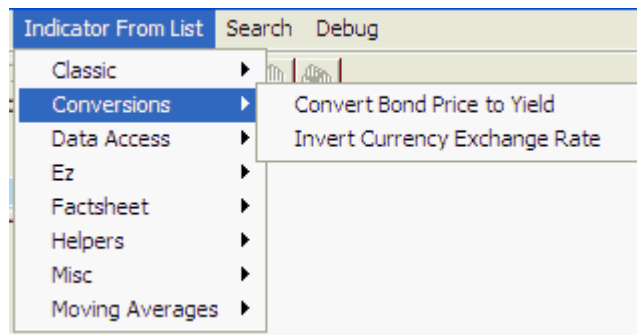 Indicator From List Search Debug
Classic
Conversions
Convert Bond Price to Yield
Data Access
Invert Currency Exchange Rate
Ez
Factsheet
Helpers
Misc
Moving Averages